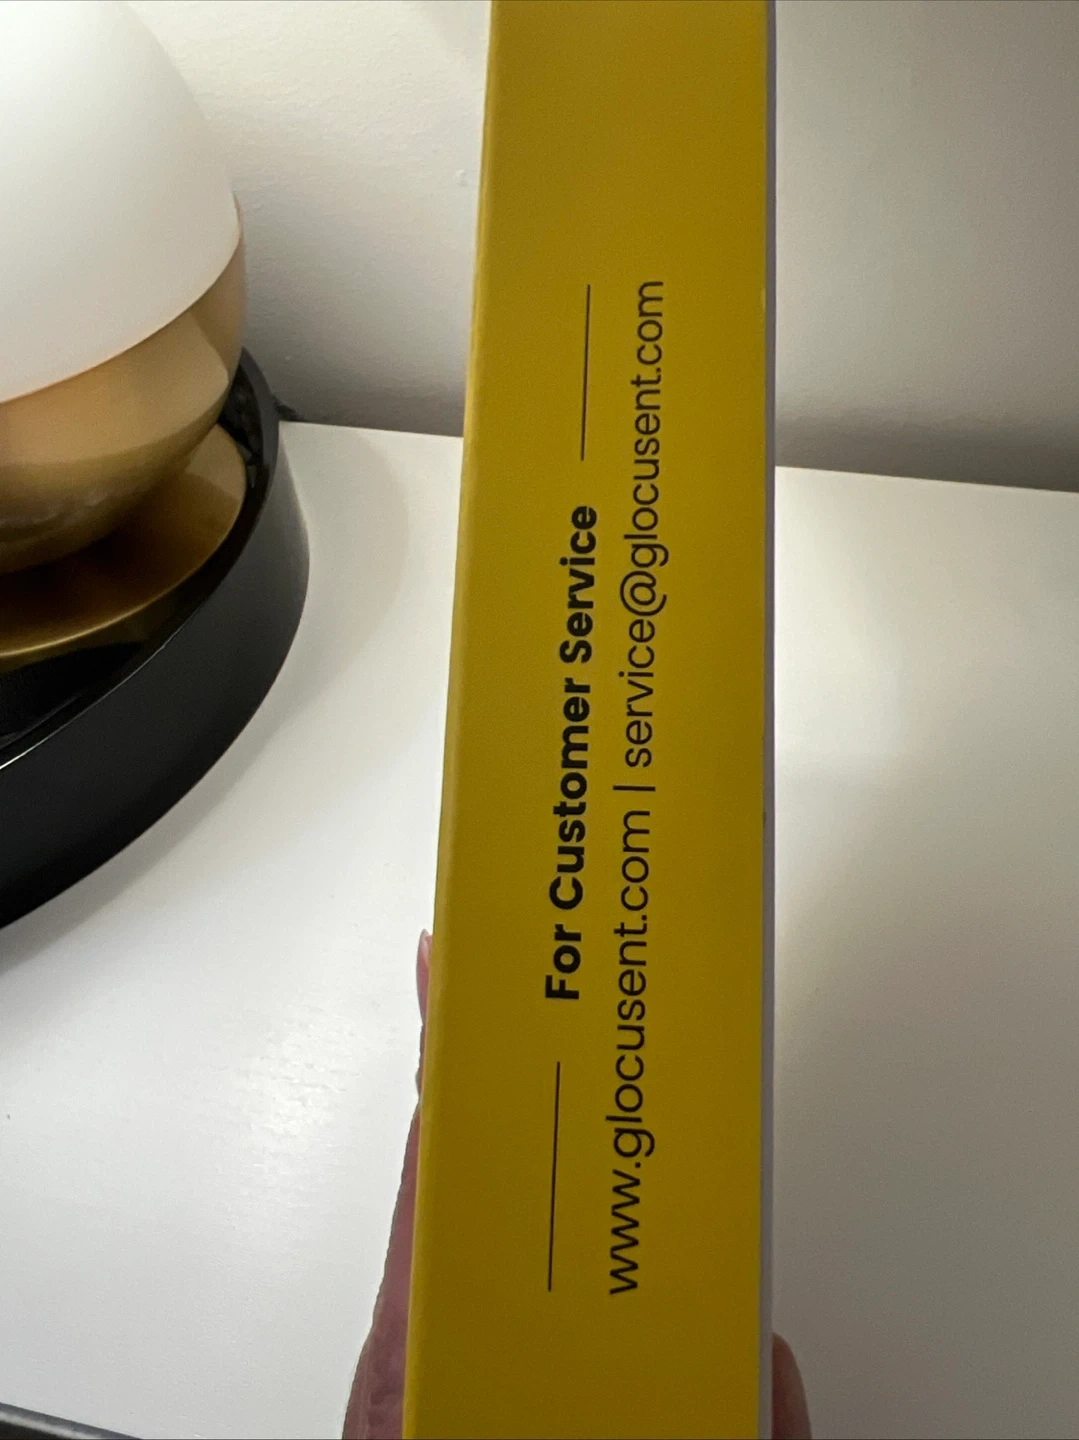 For Customer Service
www.glocusent.com | service@glocusent.com